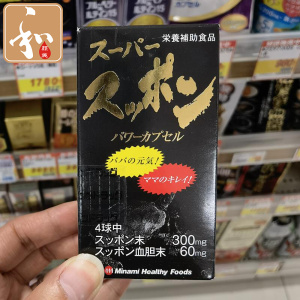 和
栄養補助食品
スーパー
スッポン
パワーカプセル
パパの元気!
ママのキレイ!
4球中
スッポン末 300mg
スッポン血胆末 60mg
Minami Healthy Foods